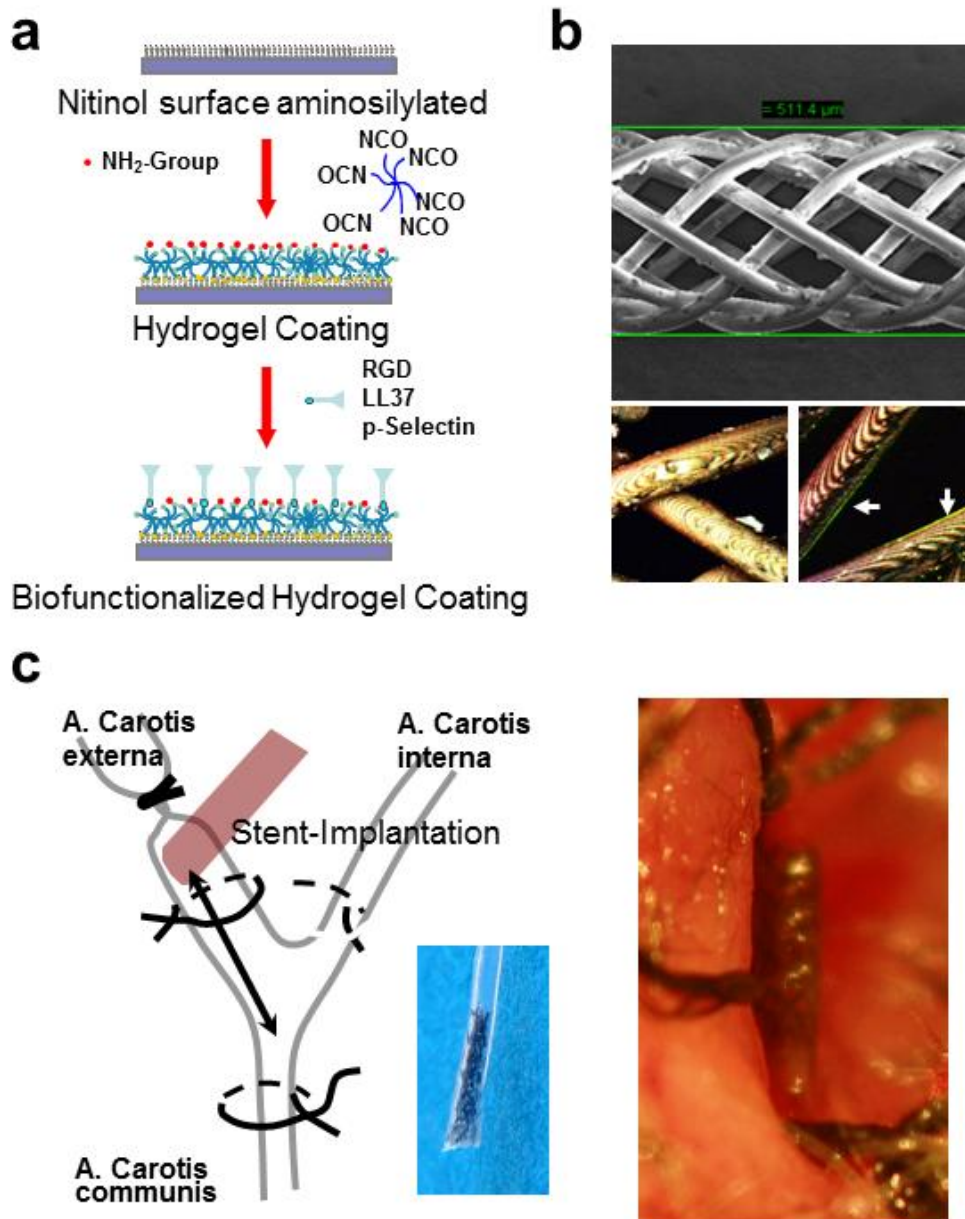 a
Nitinol surface aminosilylated
NH₂-Group
NCO
NCO
OCN
NCO
OCN
NCO
Hydrogel Coating
RGD
LL37
p-Selectin
Biofunctionalized Hydrogel Coating
b
= 511.4 µm
c
A. Carotis
externa
A. Carotis
interna
Stent-Implantation
A. Carotis
communis